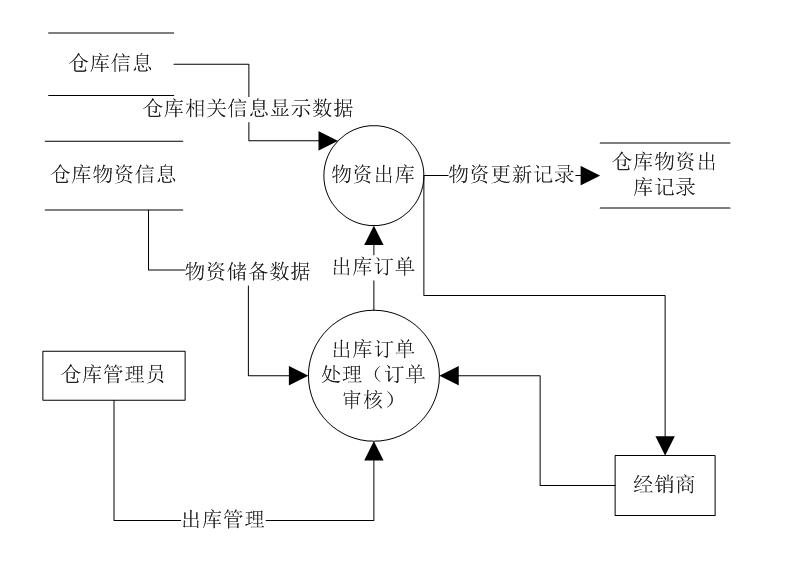 仓库信息
仓库相关信息显示数据
仓库物资信息
物资出库
物资更新记录
仓库物资出
库记录
物资储备数据
出库订单
出库订单
处理（订单
审核）
仓库管理员
经销商
出库管理